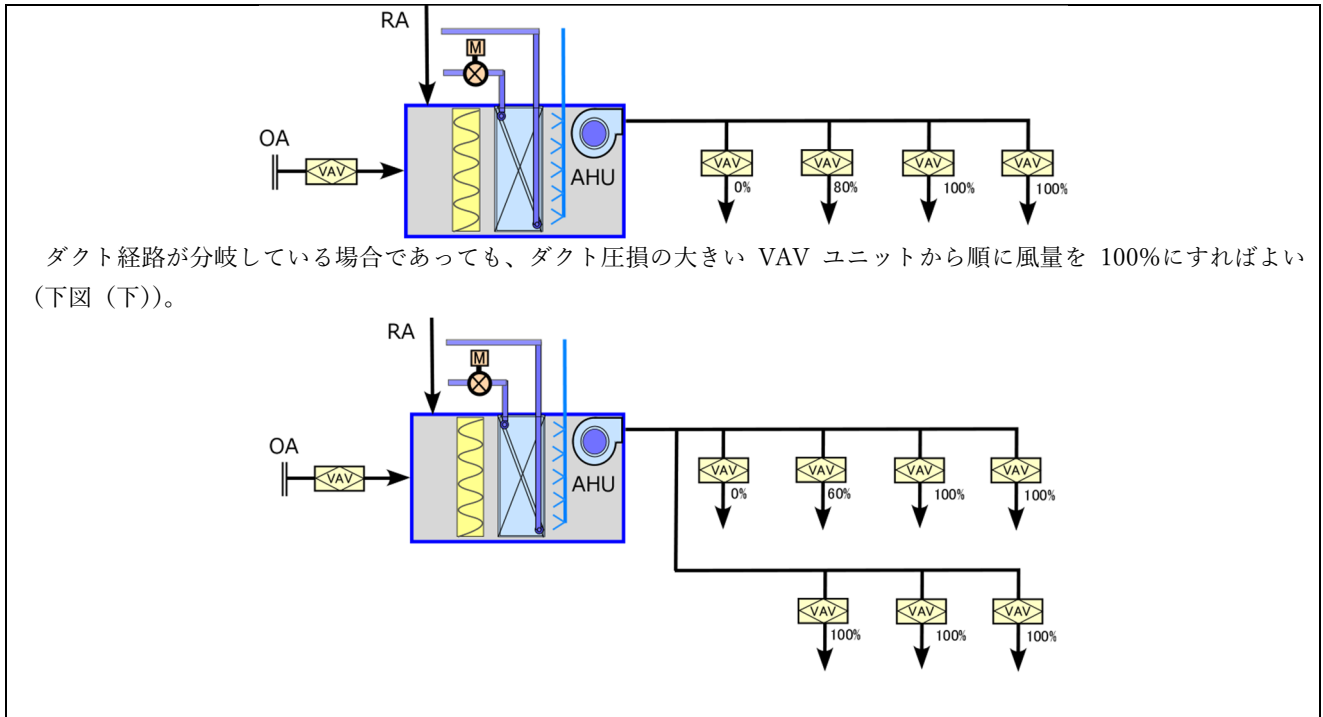 RA
M
OA
VAV
AHU
VAV VAV VAV VAV
0% 80% 100% 100%
ダクト経路が分岐している場合であっても、ダクト圧損の大きい VAV ユニットから順に風量を 100%にすればよい
(下図（下))。
RA
M
OA
VAV
AHU
VAV VAV VAV VAV
0% 60% 100% 100%
VAV VAV VAV
100% 100% 100%